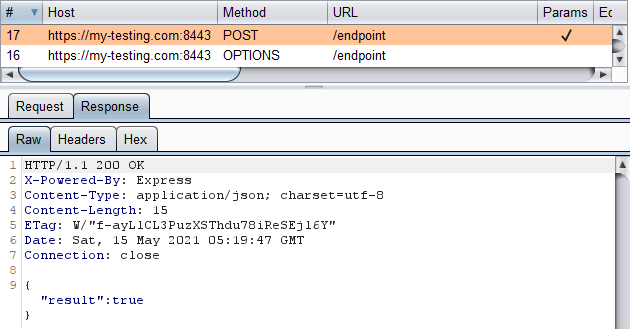 # Host Method URL Params Ec
17 https://my-testing.com:8443 POST /endpoint ✓
16 https://my-testing.com:8443 OPTIONS /endpoint
Request Response
Raw Headers Hex
1 HTTP/1.1 200 OK
2 X-Powered-By: Express
3 Content-Type: application/json; charset=utf-8
4 Content-Length: 15
5 ETag: W/"f-ayLlCL3PuzXSThdu78iReSEjl6Y"
6 Date: Sat, 15 May 2021 05:19:47 GMT
7 Connection: close
8
9 {
"result":true
}